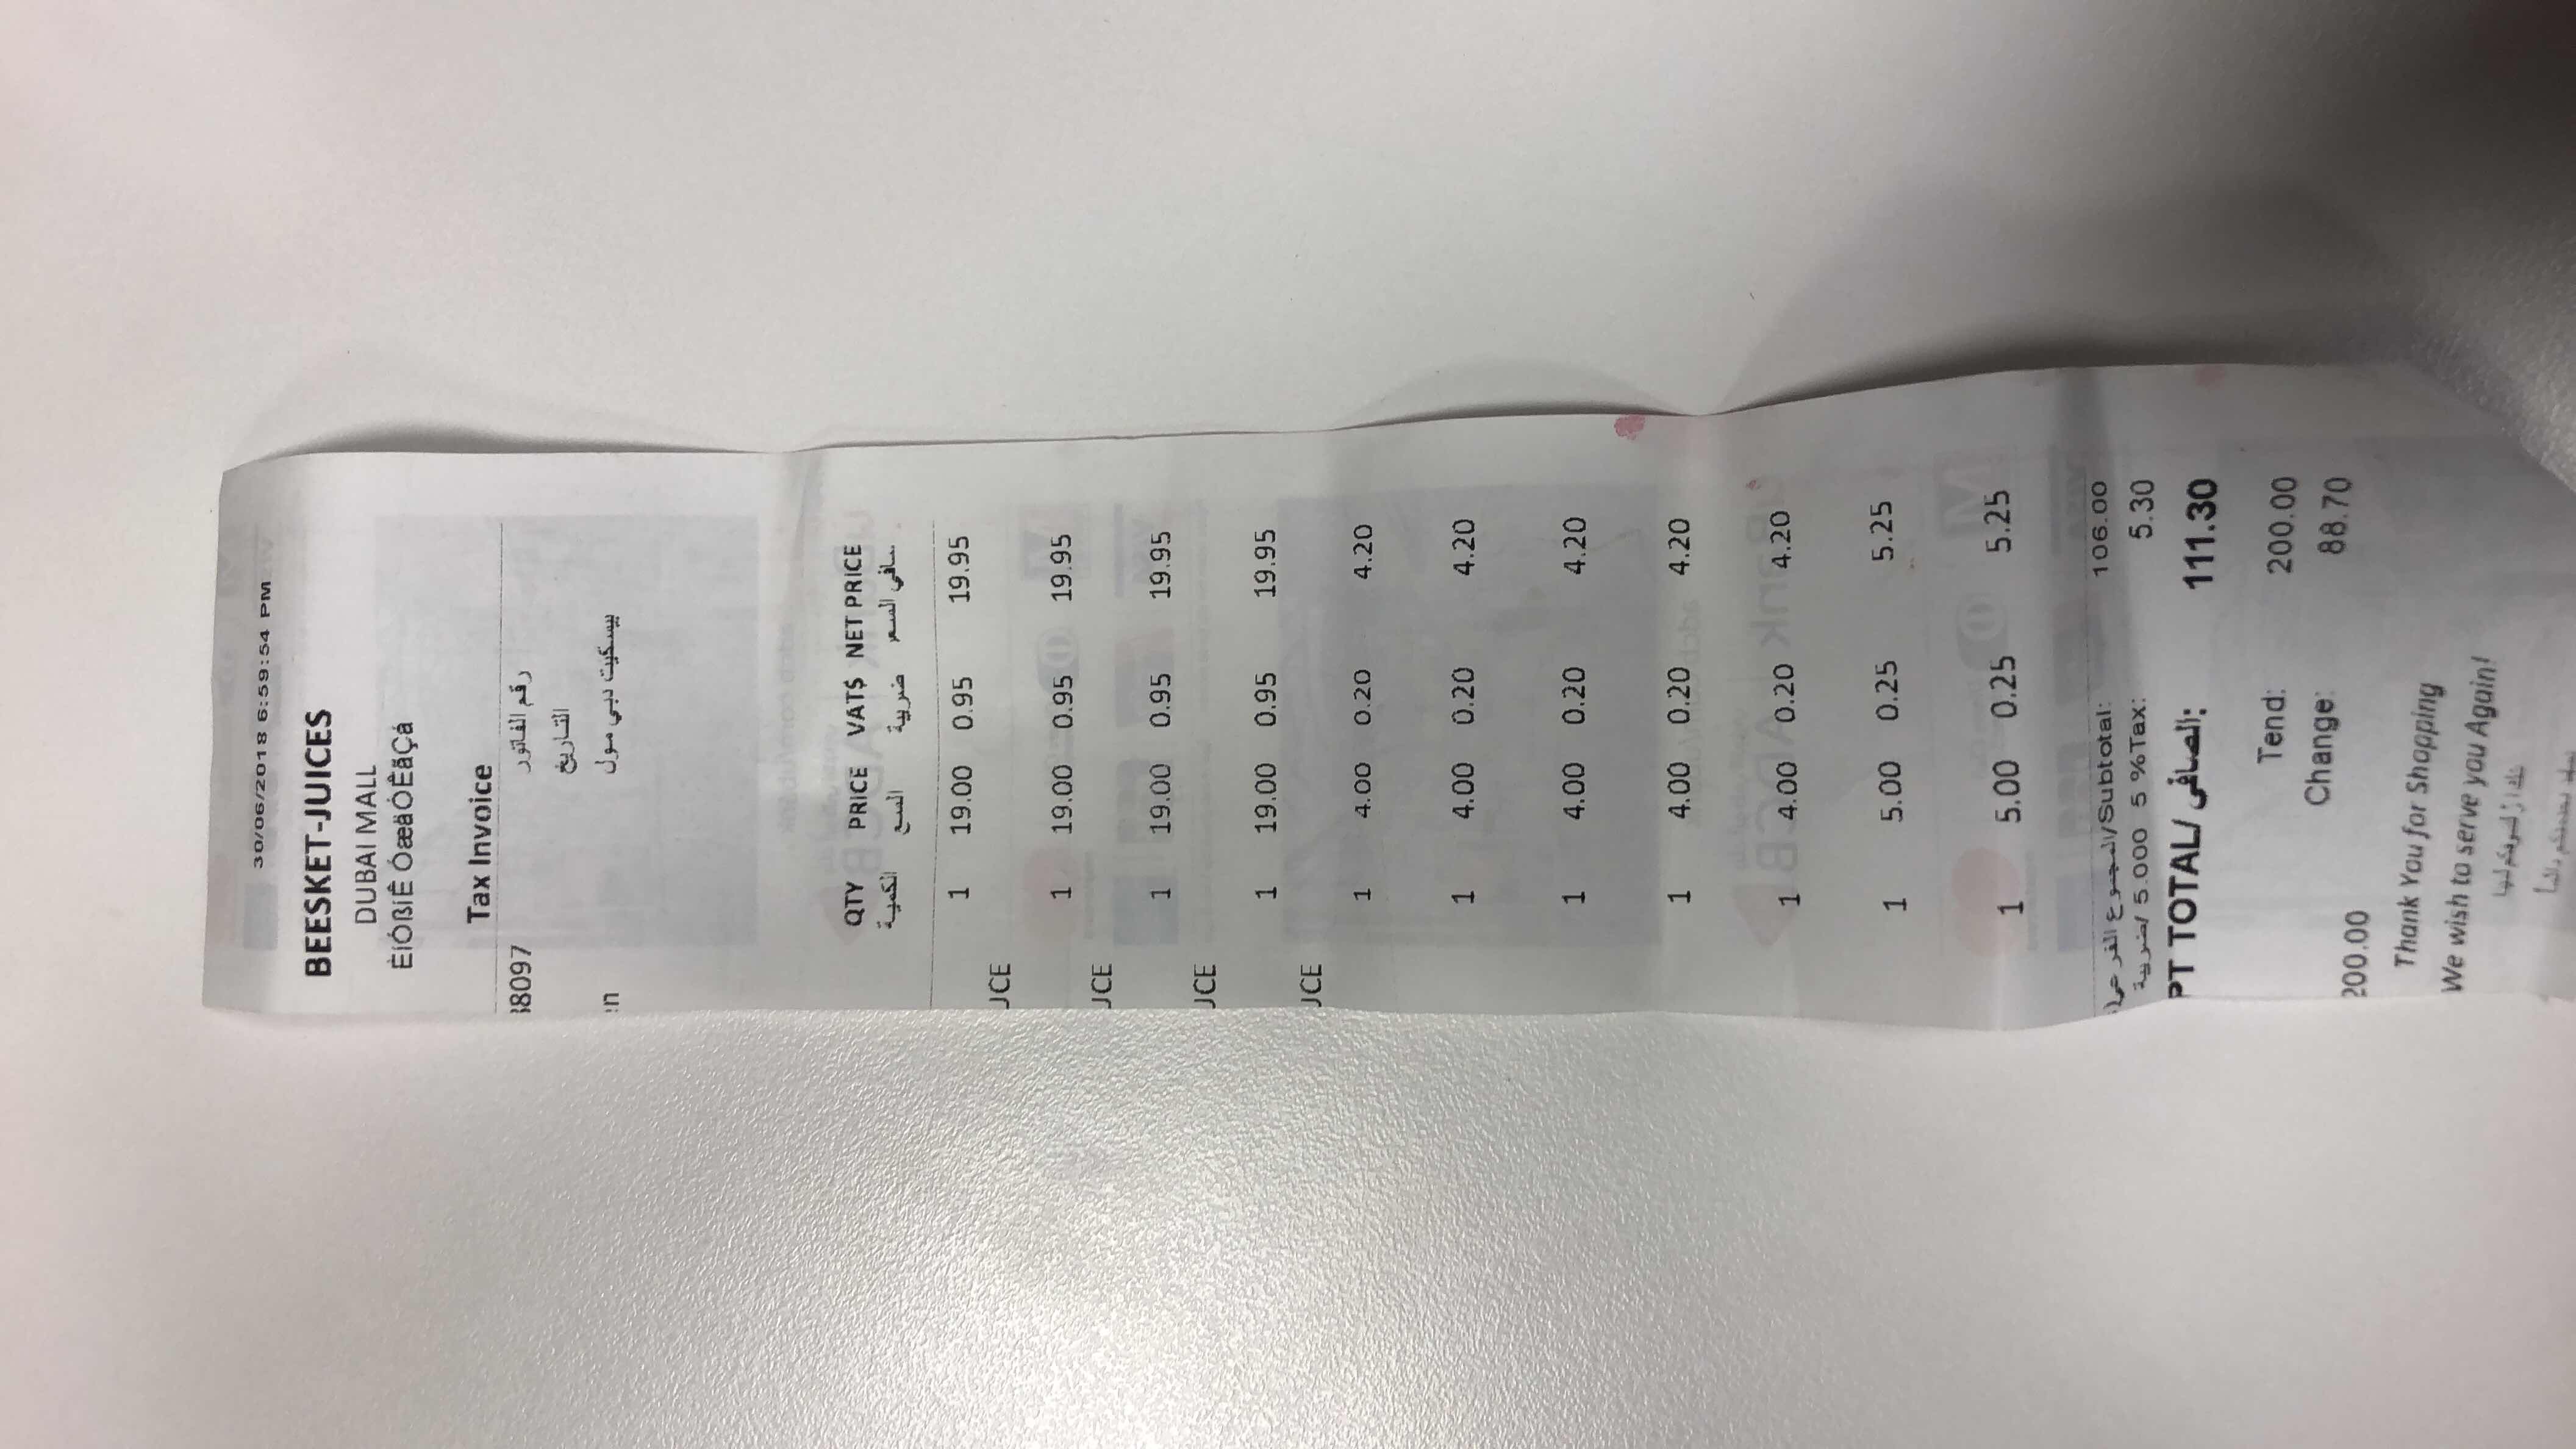 30/06/2018 6:59:54 PM
BEESKET-JUICES
DUBAI MALL
ÈíÓßíÊ ÓæäÓÊãÇá
Tax Invoice
38097 رقم الفاتور
التاريخ
en بيسكيت دبي مول
QTY PRICE VAT$ NET PRICE
الكمية السع ضريبة صافي السعر
1 19.00 0.95 19.95
UCE
1 19.00 0.95 19.95
UCE
1 19.00 0.95 19.95
UCE
1 19.00 0.95 19.95
UCE
1 4.00 0.20 4.20
1 4.00 0.20 4.20
1 4.00 0.20 4.20
1 4.00 0.20 4.20
1 4.00 0.20 4.20
1 5.00 0.25 5.25
1 5.00 0.25 5.25
المجموع الفرعي/Subtotal: 106.00
ضريبة/ 5.000 5 %Tax: 5.30
PT TOTAL/ الصافى: 111.30
Tend: 200.00
Change: 88.70
200.00
Thank You for Shopping
We wish to serve you Again!